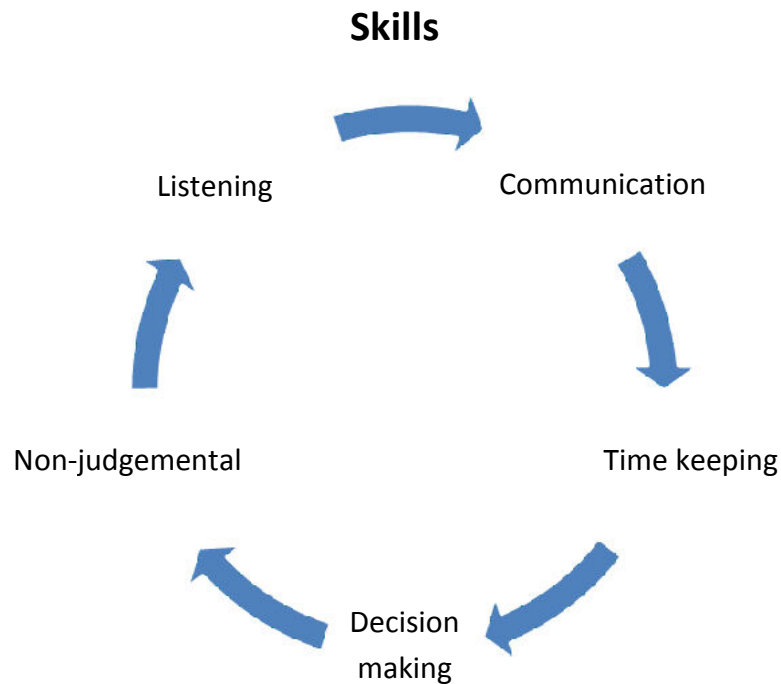 Skills
Listening
Communication
Non-judgemental
Time keeping
Decision
making